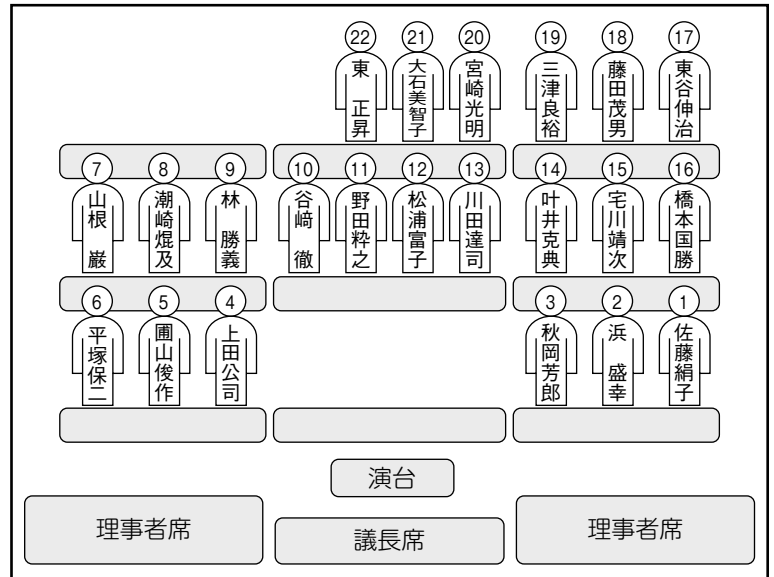 22 21 20 19 18 17
東 正昇
大石美智子
宮崎光明
三津良裕
藤田茂男
東谷伸治
7 8 9 10 11 12 13 14 15 16
山根 巌
潮崎焜及
林 勝義
谷﨑 徹
野田粋之
松浦富子
川田達司
叶井克典
宅川靖次
橋本国勝
6 5 4 3 2 1
平塚保二
圃山俊作
上田公司
秋岡芳郎
浜 盛幸
佐藤絹子
演台
理事者席
議長席
理事者席